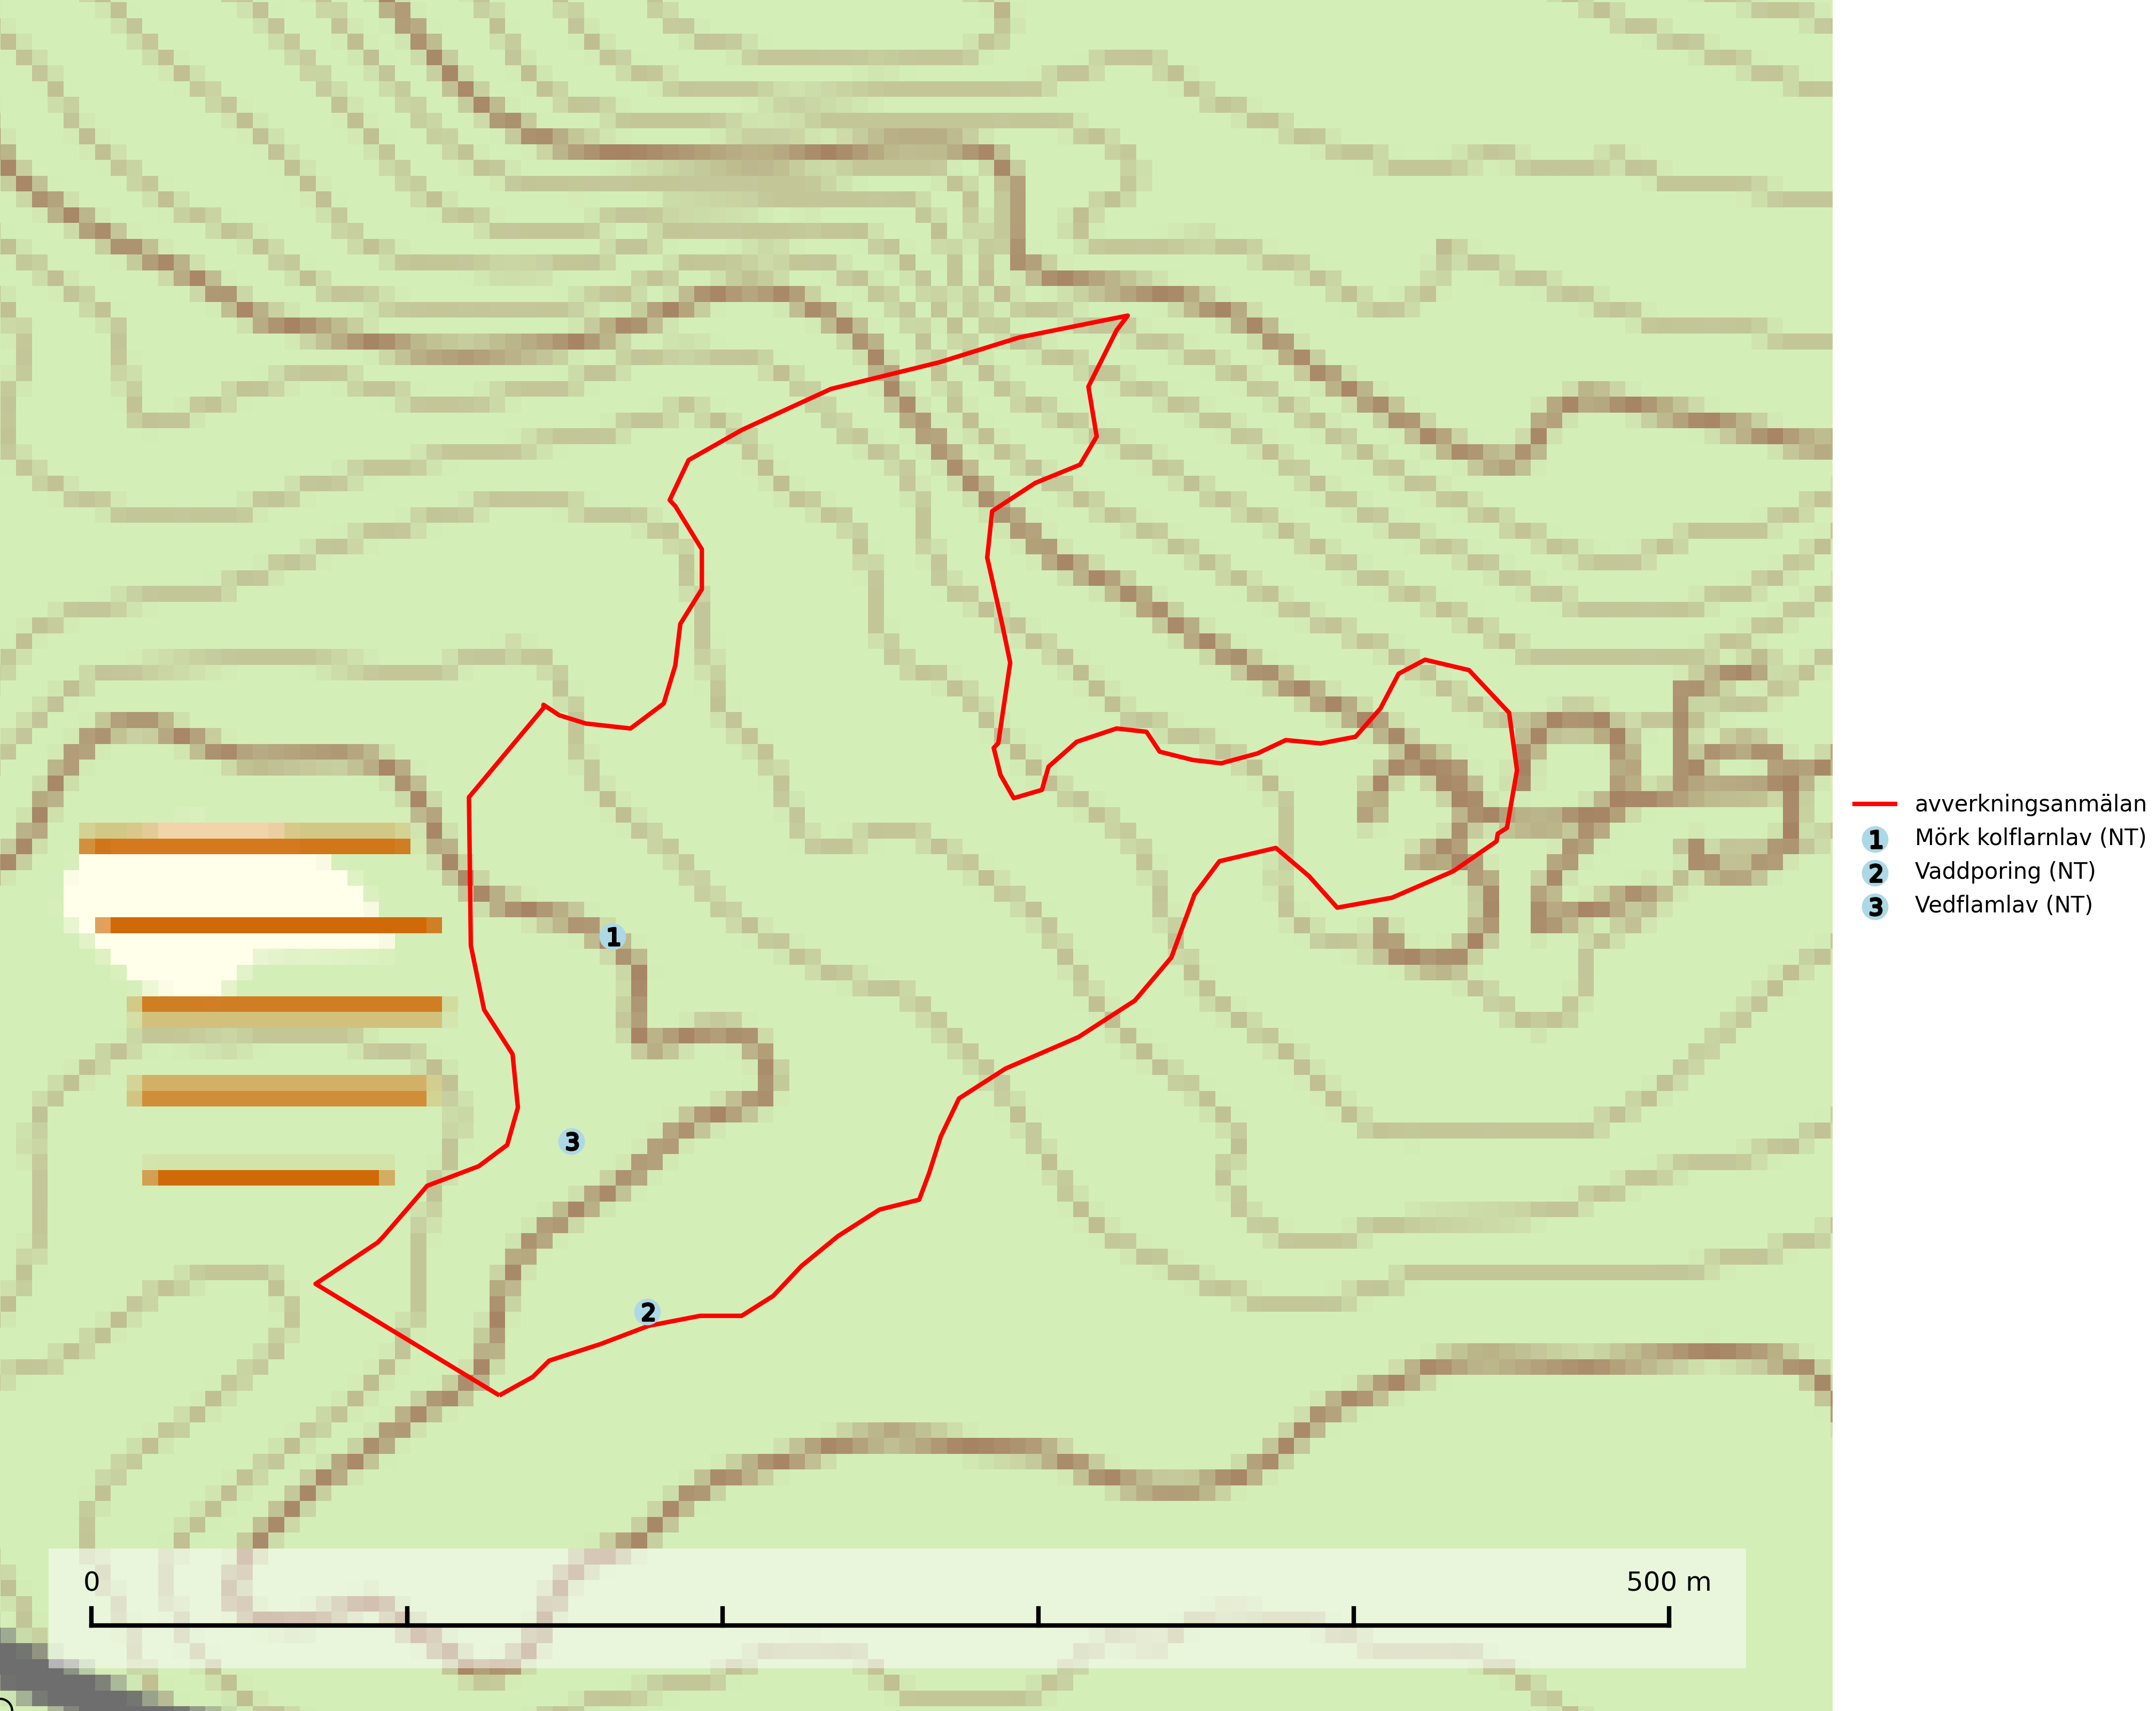 1
3
2
0 500 m
avverkningsanmälan
1 Mörk kolflarnlav (NT)
2 Vaddporing (NT)
3 Vedflamlav (NT)